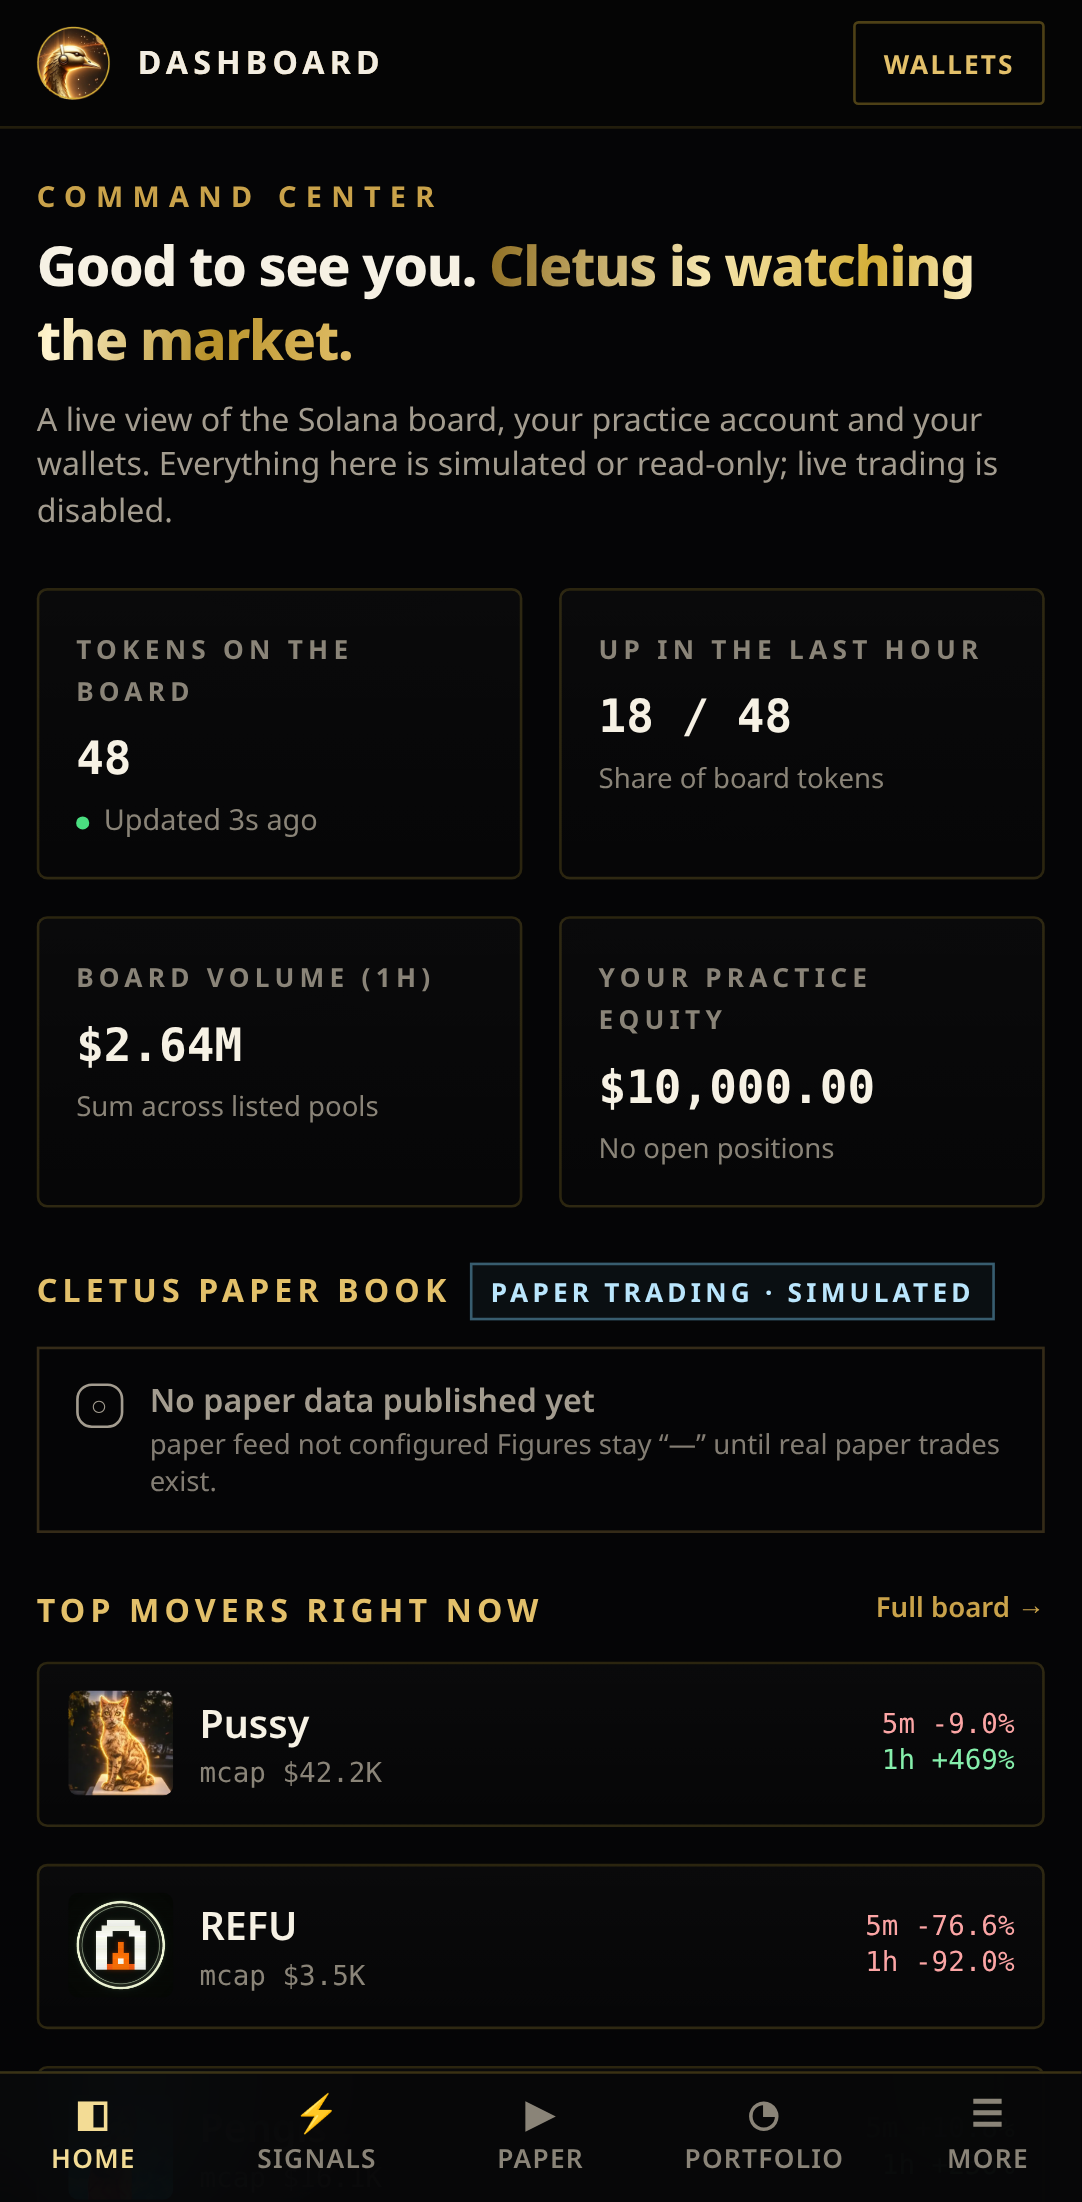 DASHBOARD
WALLETS
COMMAND CENTER
Good to see you. Cletus is watching
the market.
A live view of the Solana board, your practice account and your
wallets. Everything here is simulated or read-only; live trading is
disabled.
TOKENS ON THE
BOARD
48
Updated 3s ago
UP IN THE LAST HOUR
18 / 48
Share of board tokens
BOARD VOLUME (1H)
$2.64M
Sum across listed pools
YOUR PRACTICE
EQUITY
$10,000.00
No open positions
CLETUS PAPER BOOK
PAPER TRADING · SIMULATED
No paper data published yet
paper feed not configured Figures stay “—” until real paper trades
exist.
TOP MOVERS RIGHT NOW
Full board →
Pussy
mcap $42.2K
5m -9.0%
1h +469%
REFU
mcap $3.5K
5m -76.6%
1h -92.0%
HOME
SIGNALS
PAPER
PORTFOLIO
MORE